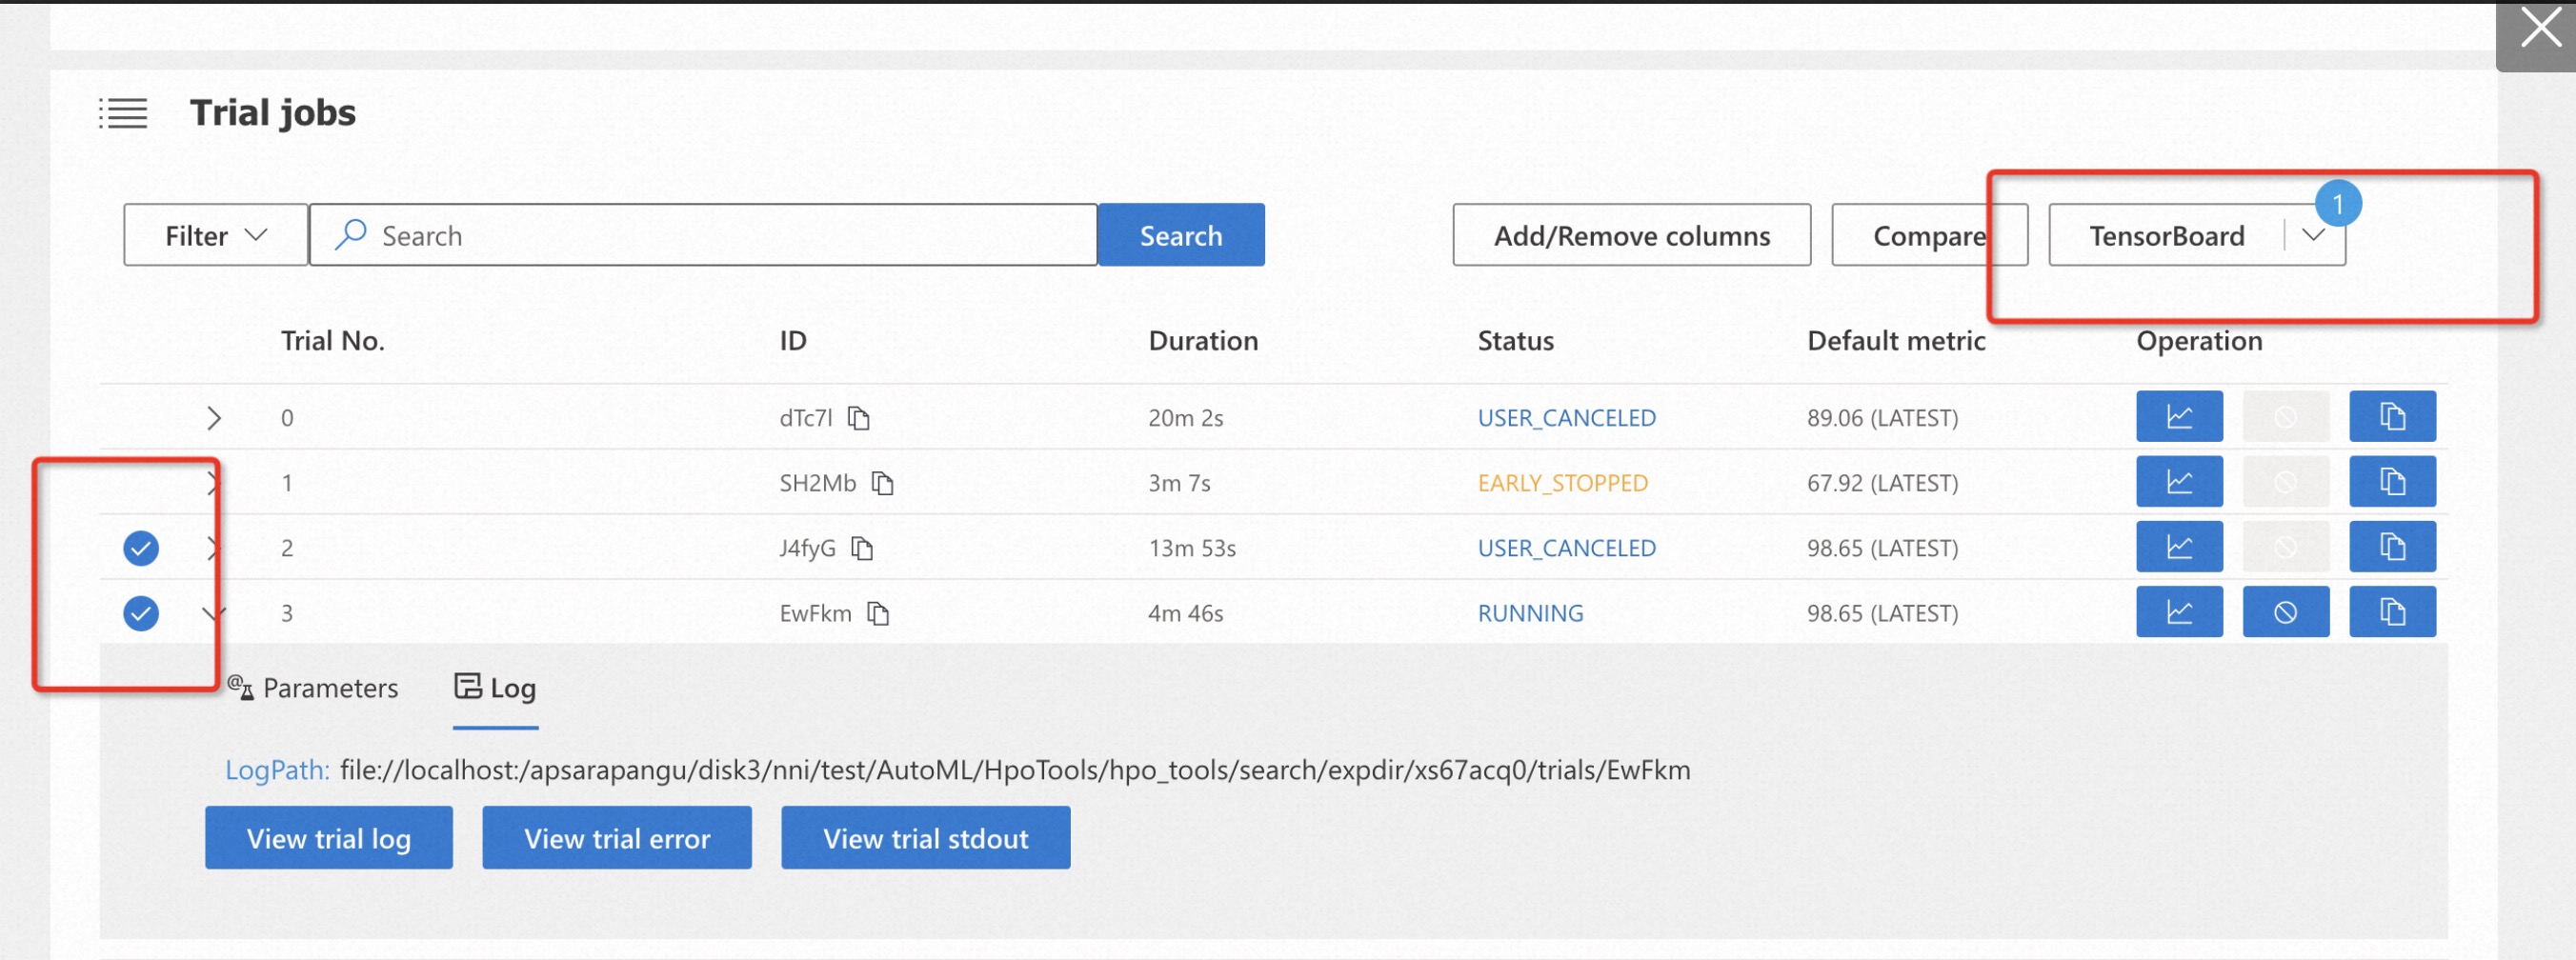 Trial jobs
Filter Search Search Add/Remove columns Compare TensorBoard 1
Trial No. ID Duration Status Default metric Operation
0 dTc7l 20m 2s USER_CANCELED 89.06 (LATEST)
1 SH2Mb 3m 7s EARLY_STOPPED 67.92 (LATEST)
2 J4fyG 13m 53s USER_CANCELED 98.65 (LATEST)
3 EwFkm 4m 46s RUNNING 98.65 (LATEST)
Parameters Log
LogPath: file://localhost:/apsarapangu/disk3/nni/test/AutoML/HpoTools/hpo_tools/search/expdir/xs67acq0/trials/EwFkm
View trial log View trial error View trial stdout